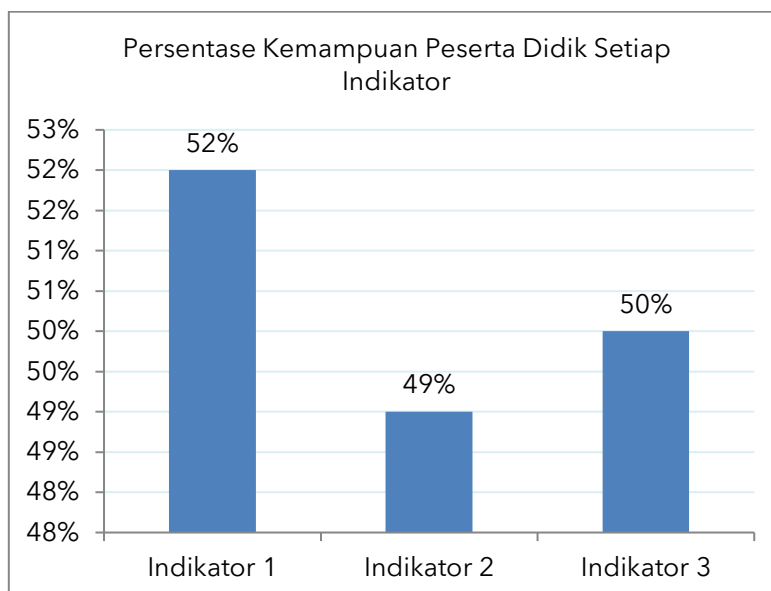 Persentase Kemampuan Peserta Didik Setiap
Indikator
53%
52%
52%
51%
51%
50%
50%
49%
49%
48%
48%
52%
49%
50%
Indikator 1
Indikator 2
Indikator 3